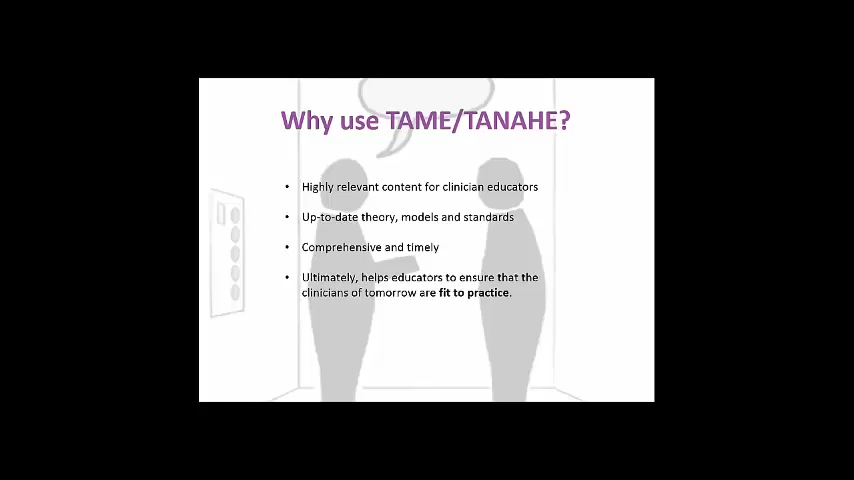 Why use TAME/TANAHE?
• Highly relevant content for clinician educators
• Up-to-date theory, models and standards
• Comprehensive and timely
• Ultimately, helps educators to ensure that the
clinicians of tomorrow are fit to practice.